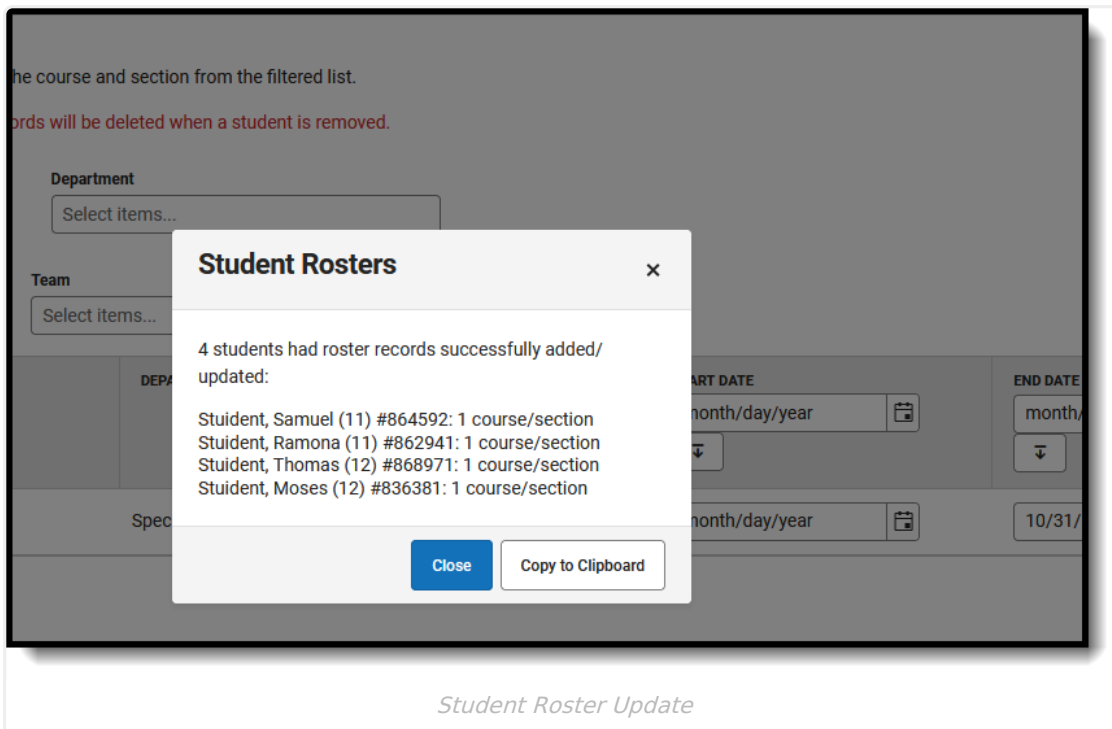 he course and section from the filtered list.
ords will be deleted when a student is removed.
Department
Select items...
Student Rosters
Team
Select items...
4 students had roster records successfully added/
updated:
DEPA
ART DATE
END DATE
month/day/year
month/
Stuident, Samuel (11) #864592: 1 course/section
Stuident, Ramona (11) #862941: 1 course/section
Stuident, Thomas (12) #868971: 1 course/section
Stuident, Moses (12) #836381: 1 course/section
Spec
month/day/year
10/31/
Close
Copy to Clipboard
Student Roster Update